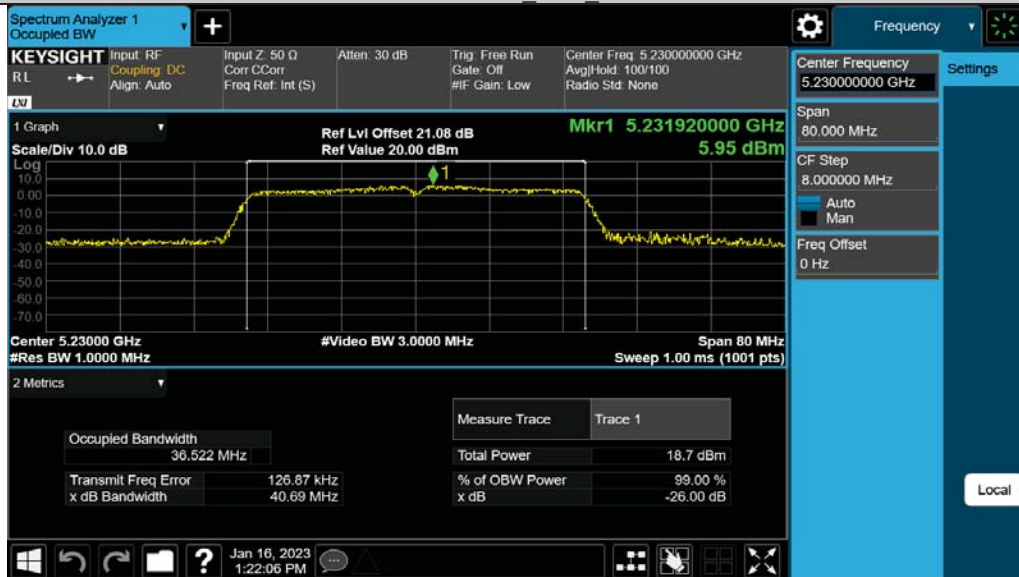 Spectrum Analyzer 1
Occupied BW
+
Frequency
KEYSIGHT
RL
LXI
Input: RF
Coupling: DC
Align: Auto
Input Z: 50 Ω
Corr CCorr
Freq Ref: Int (S)
Atten: 30 dB
Trig: Free Run
Gate: Off
#IF Gain: Low
Center Freq: 5.230000000 GHz
Avg|Hold: 100/100
Radio Std: None
1 Graph
Scale/Div 10.0 dB
Ref Lvl Offset 21.08 dB
Ref Value 20.00 dBm
Mkr1 5.231920000 GHz
5.95 dBm
Log
10.0
0.00
-10.0
-20.0
-30.0
-40.0
-50.0
-60.0
-70.0
1
Center 5.23000 GHz
#Res BW 1.0000 MHz
#Video BW 3.0000 MHz
Span 80 MHz
Sweep 1.00 ms (1001 pts)
2 Metrics
Measure Trace Trace 1
Occupied Bandwidth
36.522 MHz
Total Power 18.7 dBm
Transmit Freq Error 126.87 kHz
% of OBW Power 99.00 %
x dB Bandwidth 40.69 MHz
x dB -26.00 dB
?
Jan 16, 2023
1:22:06 PM
Center Frequency
5.230000000 GHz
Span
80.000 MHz
CF Step
8.000000 MHz
Auto
Man
Freq Offset
0 Hz
Settings
Local